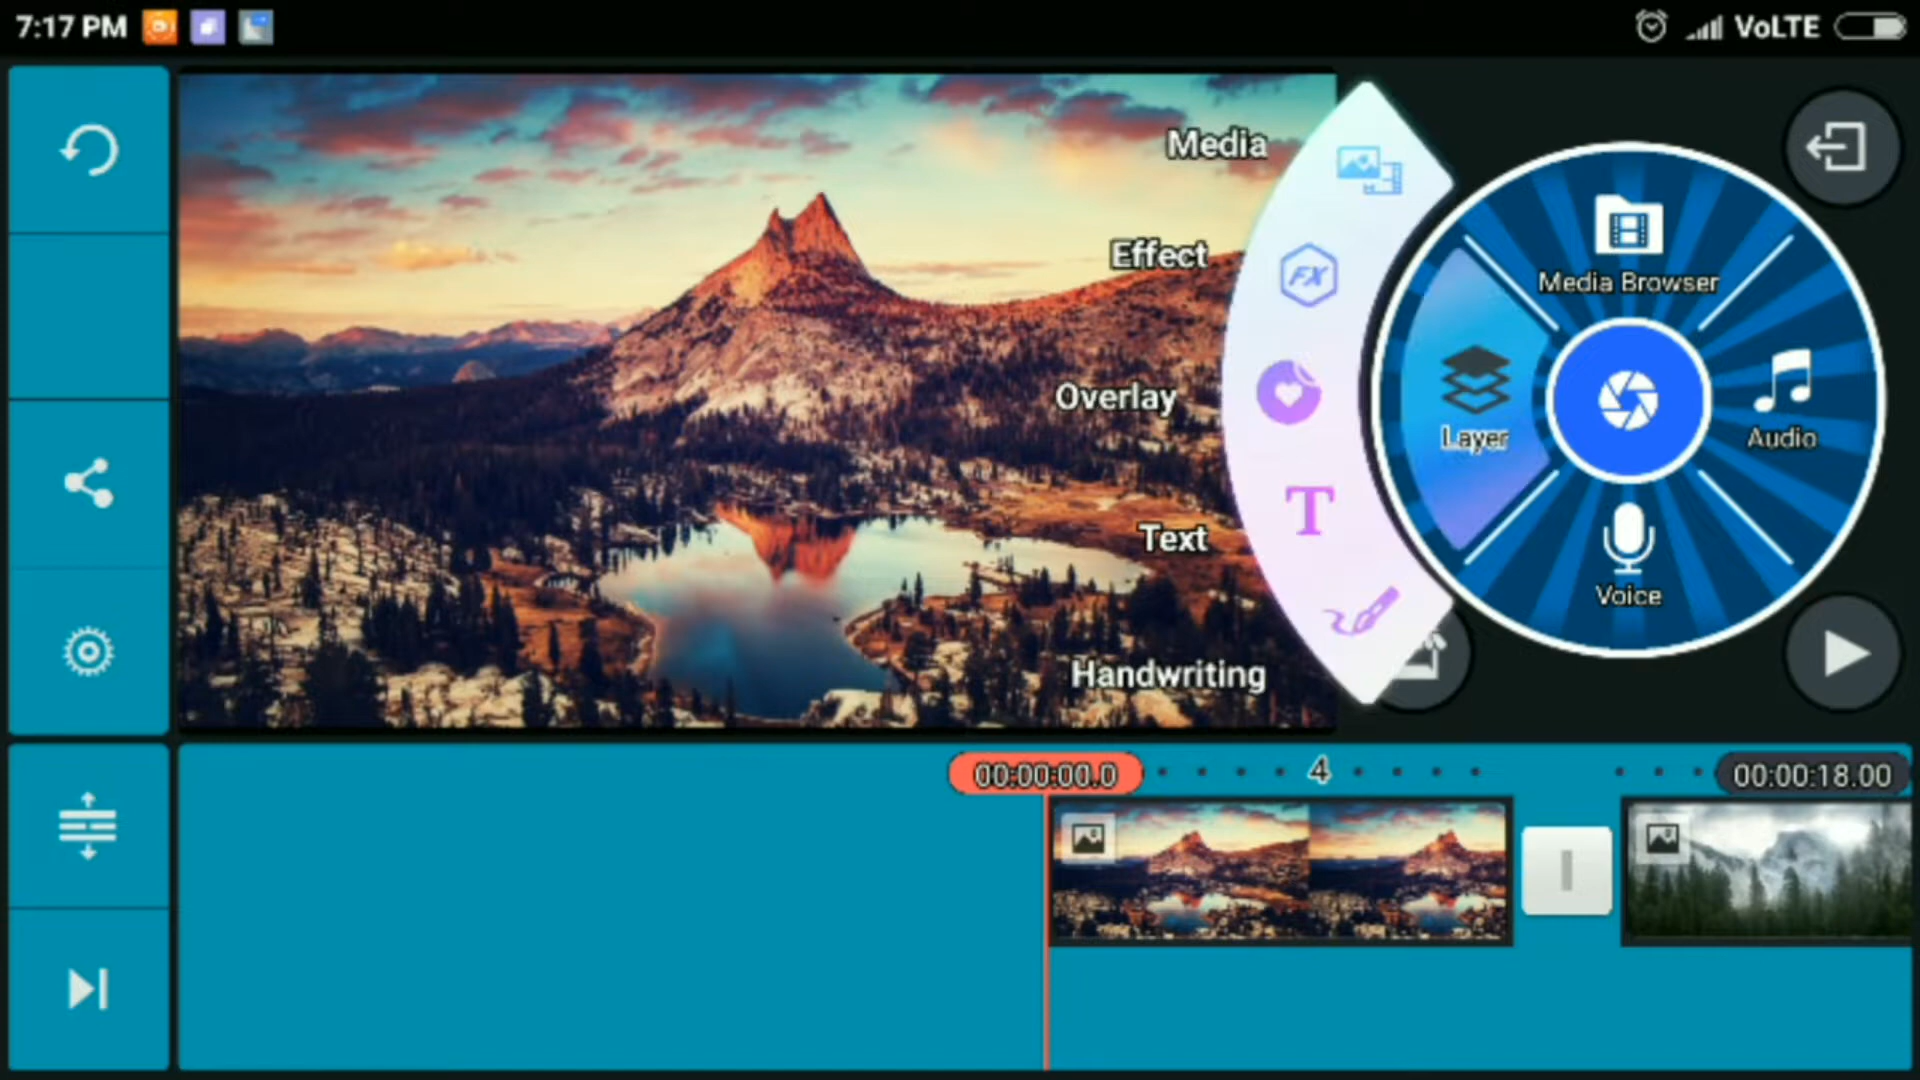 7:17 PM
VoLTE
Media
Effect
Overlay
Text
Handwriting
FX
T
Media Browser
Layer
Audio
Voice
00:00:00.0
4
00:00:18.00